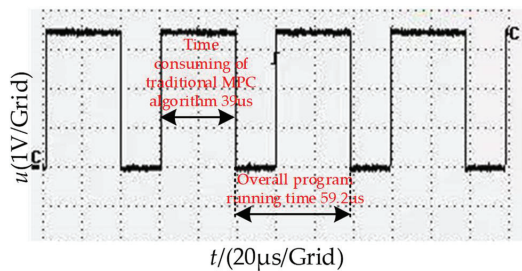 Time
consuming of
traditional MPC
algorithm 39us
Overall program
running time 59.2us
u(1V/Grid)
t/(20μs/Grid)
C
C